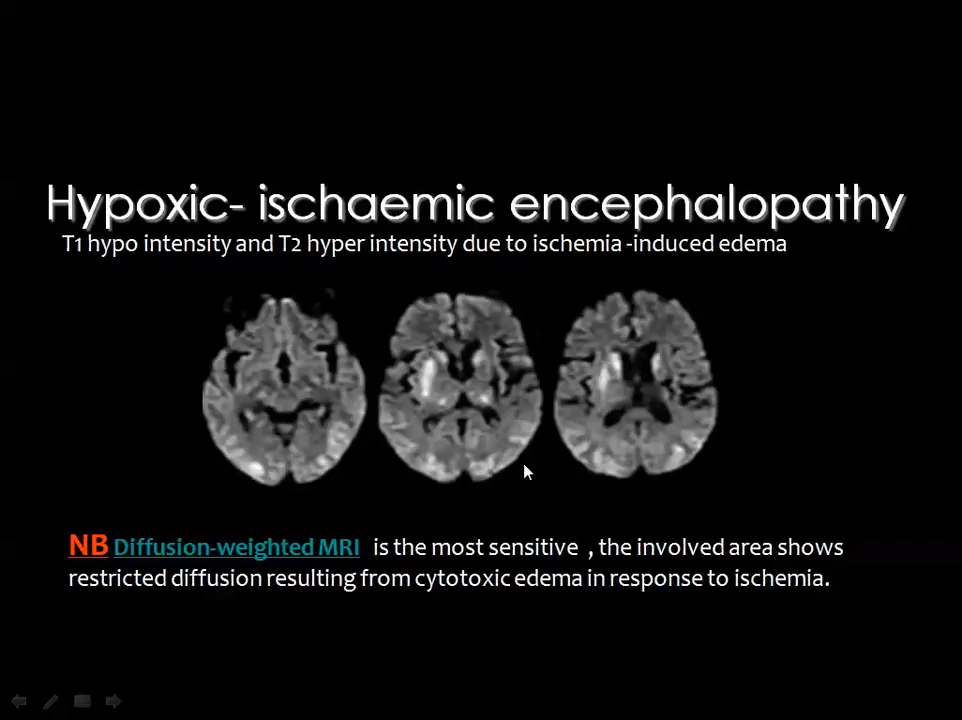 Hypoxic- ischaemic encephalopathy
T1 hypo intensity and T2 hyper intensity due to ischemia -induced edema
NB Diffusion-weighted MRI is the most sensitive , the involved area shows
restricted diffusion resulting from cytotoxic edema in response to ischemia.